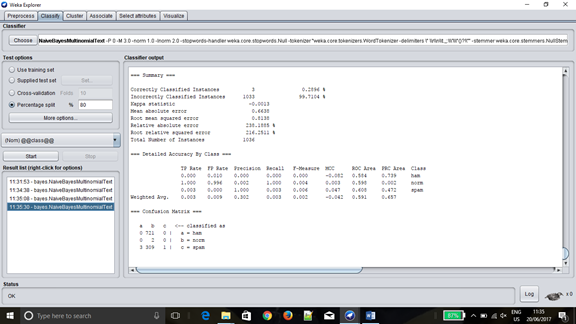 Weka Explorer
Preprocess Classify Cluster Associate Select attributes Visualize
Classifier
Choose NaiveBayesMultinomialText -P 0 -M 3.0 -norm 1.0 -lnorm 2.0 -stopwords-handler weka.core.stopwords.Null -tokenizer "weka.core.tokenizers.WordTokenizer -delimiters -stemmer weka.core.stemmers.NullStem
Test options
Use training set
Supplied test set Set...
Cross-validation Folds 10
Percentage split % 80
More options...
(Nom) @@class@@
Start Stop
Result list (right-click for options)
11:31:53 - bayes.NaiveBayesMultinomialText
11:34:38 - bayes.NaiveBayesMultinomialText
11:35:08 - bayes.NaiveBayesMultinomialText
11:35:30 - bayes.NaiveBayesMultinomialText
Classifier output
=== Summary ===
Correctly Classified Instances 3 0.2896 %
Incorrectly Classified Instances 1033 99.7104 %
Kappa statistic -0.0013
Mean absolute error 0.6638
Root mean squared error 0.8138
Relative absolute error 238.1885 %
Root relative squared error 216.2511 %
Total Number of Instances 1036
=== Detailed Accuracy By Class ===
TP Rate FP Rate Precision Recall F-Measure MCC ROC Area PRC Area Class
0.000 0.010 0.000 0.000 0.000 -0.082 0.584 0.739 ham
1.000 0.996 0.002 1.000 0.004 0.003 0.598 0.002 norm
0.003 0.000 1.000 0.003 0.006 0.047 0.608 0.472 spam
Weighted Avg. 0.003 0.009 0.302 0.003 0.002 -0.042 0.591 0.657
=== Confusion Matrix ===
a b c <-- classified as
0 721 0 | a = ham
0 2 0 | b = norm
3 309 1 | c = spam
Status
OK
Log x 0
Type here to search
87%
ENG
US
11:35
20/06/2017